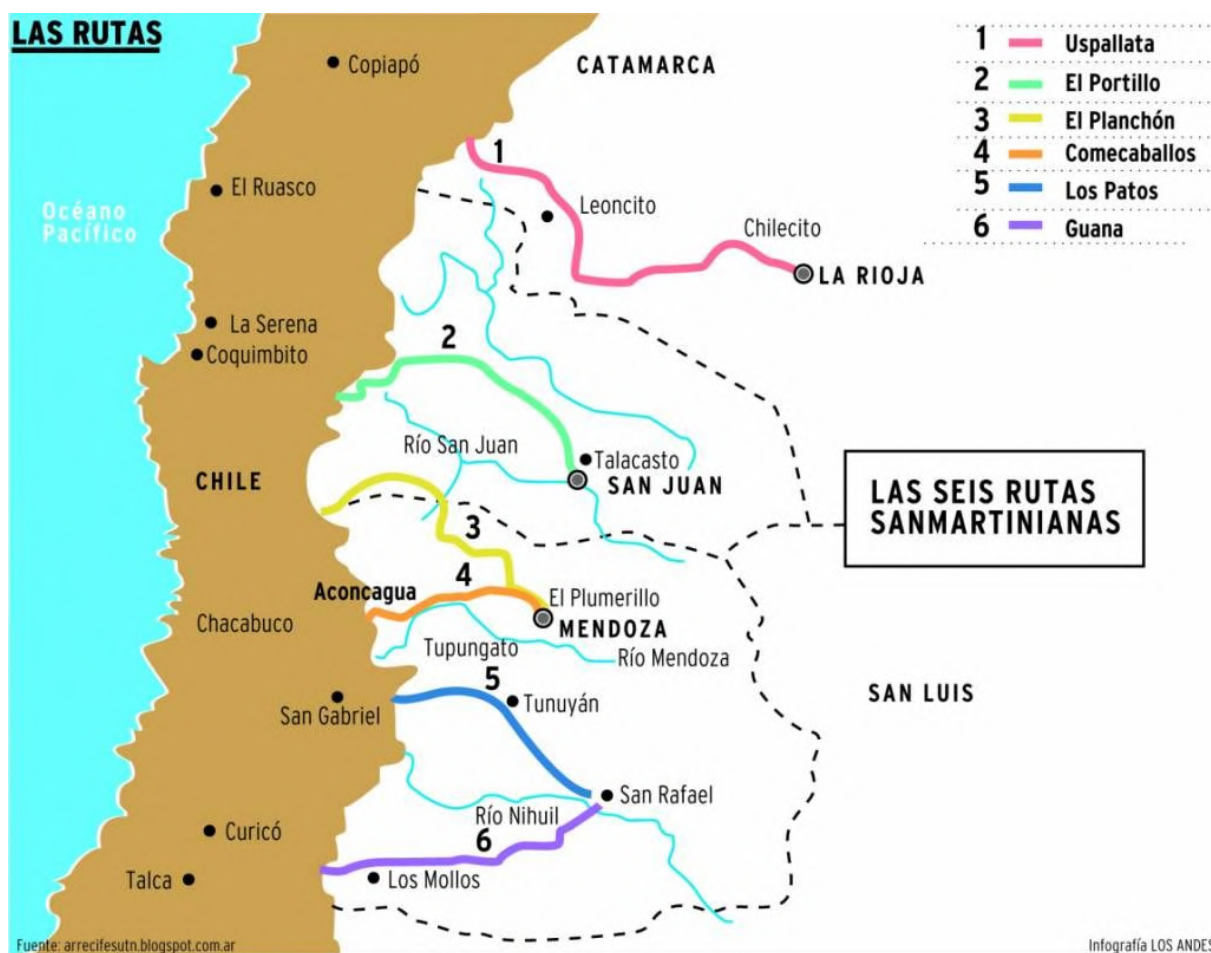 LAS RUTAS
Copiapó
CATAMARCA
1 Uspallata
2 El Portillo
3 El Planchón
4 Comecaballos
5 Los Patos
6 Guana
1
El Ruasco
Océano
Pacífico
Leoncito
Chilecito
LA RIOJA
La Serena
Coquimbito
2
Río San Juan
Talacasto
SAN JUAN
CHILE
LAS SEIS RUTAS
SANMARTINIANAS
3
4
Aconcagua
El Plumerillo
MENDOZA
Chacabuco
Tupungato
Río Mendoza
5
SAN LUIS
San Gabriel
Tunuyán
San Rafael
Río Nihuil
Curicó
6
Talca
Los Mollos
Fuente: arrecifesutn.blogspot.com.ar
Infografía LOS ANDES